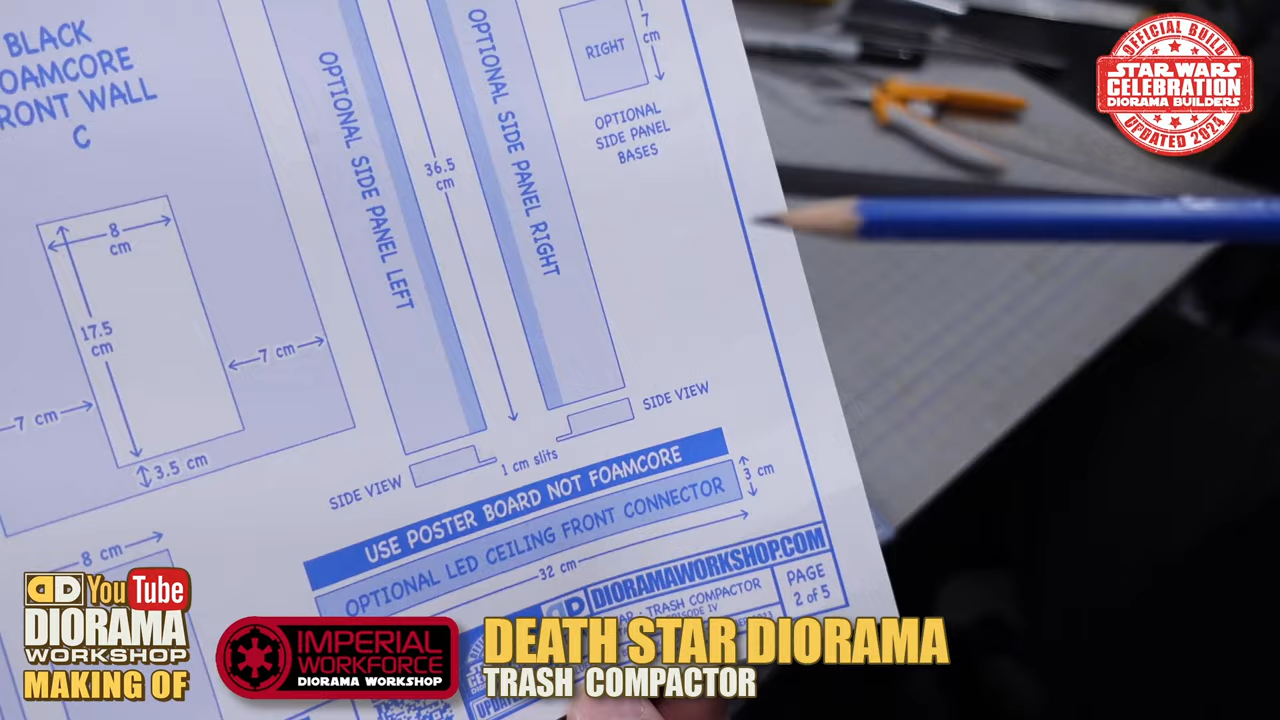 BLACK
OAMCORE
RONT WALL
C
OPTIONAL SIDE PANEL LEFT
36.5
cm
OPTIONAL SIDE PANEL RIGHT
RIGHT
7
cm
OPTIONAL
SIDE PANEL
BASES
8
cm
17.5
cm
7 cm
7 cm
3.5 cm
SIDE VIEW
SIDE VIEW
1 cm slits
USE POSTER BOARD NOT FOAMCORE
OPTIONAL LED CEILING FRONT CONNECTOR
3 cm
32 cm
8 cm
DIORAMAWORKSHOP.COM
TRASH COMPACTOR
PAGE
2 of 5
OFFICIAL BUILD
STAR WARS
CELEBRATION
DIORAMA BUILDERS
UPDATED 2024
DD YouTube
DIORAMA
WORKSHOP
MAKING OF
IMPERIAL
WORKFORCE
DIORAMA WORKSHOP
DEATH STAR DIORAMA
TRASH COMPACTOR